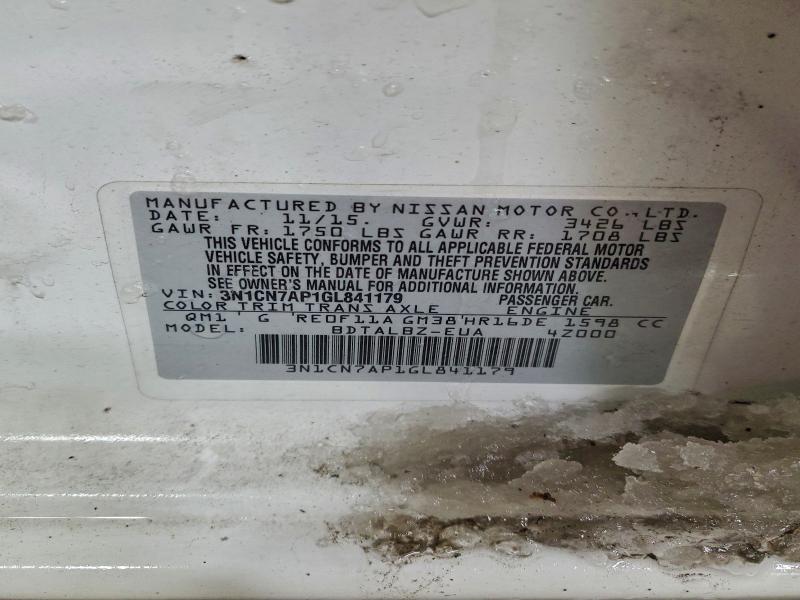 MANUFACTURED BY NISSAN MOTOR CO., LTD.
DATE: 11/15. GVWR: 3426 LBS
GAWR FR: 1750 LBS GAWR RR: 1708 LBS
THIS VEHICLE CONFORMS TO ALL APPLICABLE FEDERAL MOTOR
VEHICLE SAFETY, BUMPER AND THEFT PREVENTION STANDARDS
IN EFFECT ON THE DATE OF MANUFACTURE SHOWN ABOVE.
SEE OWNER'S MANUAL FOR ADDITIONAL INFORMATION.
VIN: 3N1CN7AP1GL841179 PASSENGER CAR.
COLOR TRIM TRANS AXLE ENGINE
QM1 G RE0F11A GM38 HR16DE 1598 CC
MODEL: BDTALBZ-EUA 4Z000
3N1CN7AP1GL841179